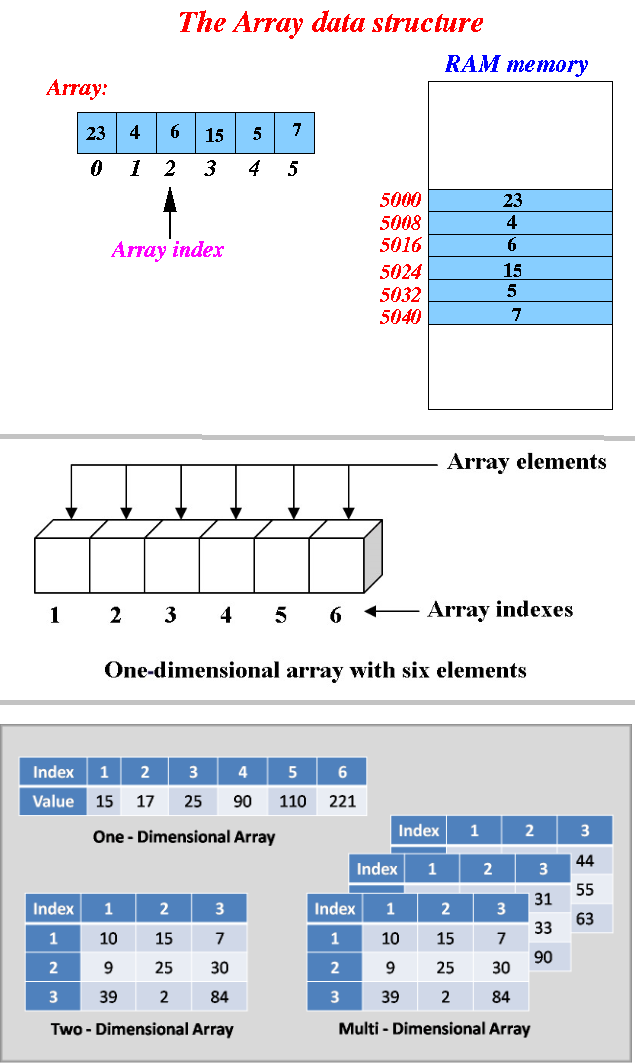 The Array data structure
RAM memory
Array:
23 4 6 15 5 7
0 1 2 3 4 5
Array index
5000 23
5008 4
5016 6
5024 15
5032 5
5040 7
Array elements
1 2 3 4 5 6
Array indexes
One-dimensional array with six elements
Index 1 2 3 4 5 6
Value 15 17 25 90 110 221
One - Dimensional Array
Index 1 2 3
44
55
63
Index 1 2 3
31
33
90
Index 1 2 3
1 10 15 7
2 9 25 30
3 39 2 84
Two - Dimensional Array
Index 1 2 3
1 10 15 7
2 9 25 30
3 39 2 84
Multi - Dimensional Array